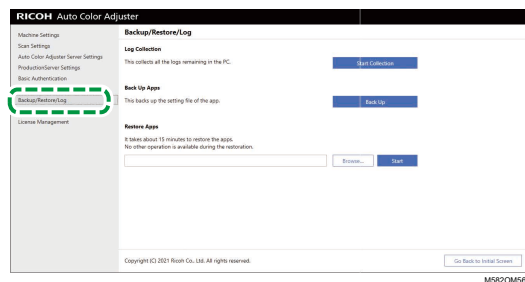 RICOH Auto Color Adjuster
Machine Settings
Scan Settings
Auto Color Adjuster Server Settings
ProductionServer Settings
Basic Authentication
Backup/Restore/Log
License Management
Backup/Restore/Log
Log Collection
This collects all the logs remaining in the PC.
Start Collection
Back Up Apps
This backs up the setting file of the app.
Back Up
Restore Apps
It takes about 15 minutes to restore the apps.
No other operation is available during the restoration.
Browse...
Start
Copyright (C) 2021 Ricoh Co., Ltd. All rights reserved.
Go Back to Initial Screen
M582OM56